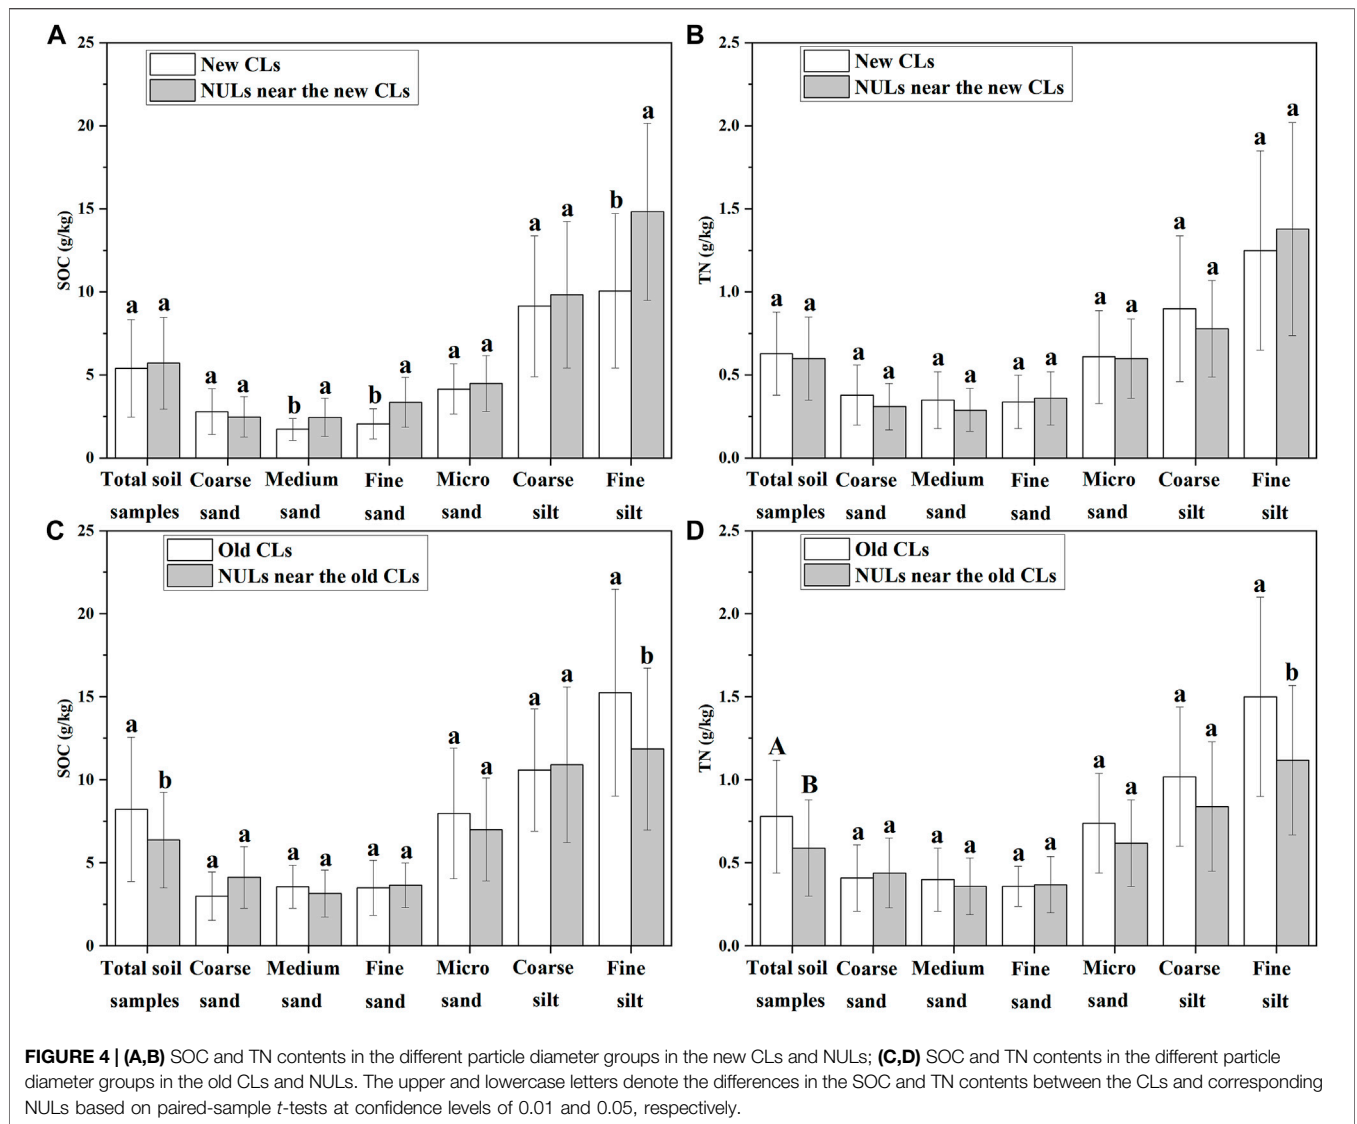 A
25
20
15
10
5
0
SOC (g/kg)
New CLs
NULs near the new CLs
a a a a b a b a a a a a b a
Total soil Coarse Medium Fine Micro Coarse Fine
samples sand sand sand sand silt silt
B
2.5
2.0
1.5
1.0
0.5
0.0
TN (g/kg)
New CLs
NULs near the new CLs
a a a a a a a a a a a a a a
Total soil Coarse Medium Fine Micro Coarse Fine
samples sand sand sand sand silt silt
C
25
20
15
10
5
0
SOC (g/kg)
Old CLs
NULs near the old CLs
a b a a a a a a a a a a a b
Total soil Coarse Medium Fine Micro Coarse Fine
samples sand sand sand sand silt silt
D
2.5
2.0
1.5
1.0
0.5
0.0
TN (g/kg)
Old CLs
NULs near the old CLs
A B a a a a a a a a a a a b
Total soil Coarse Medium Fine Micro Coarse Fine
samples sand sand sand sand silt silt
FIGURE 4 | (A,B) SOC and TN contents in the different particle diameter groups in the new CLs and NULs; (C,D) SOC and TN contents in the different particle
diameter groups in the old CLs and NULs. The upper and lowercase letters denote the differences in the SOC and TN contents between the CLs and corresponding
NULs based on paired-sample t-tests at confidence levels of 0.01 and 0.05, respectively.